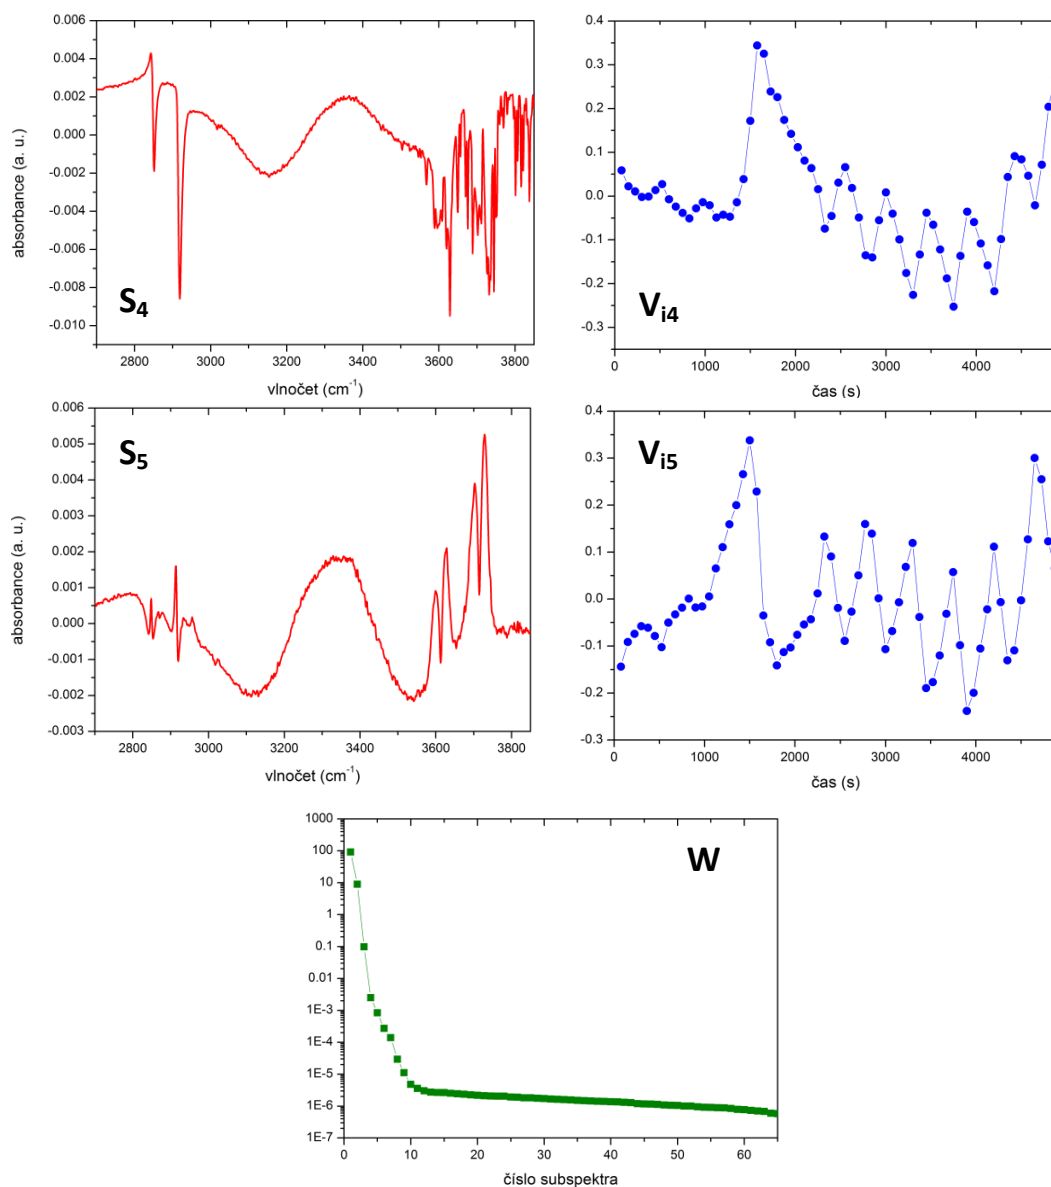 0.006
0.004
0.002
0.000
-0.002
-0.004
-0.006
-0.008
-0.010
absorbance (a. u.)
S4
2800 3000 3200 3400 3600 3800
vlnočet (cm-1)
0.4
0.3
0.2
0.1
0.0
-0.1
-0.2
-0.3
Vi4
0 1000 2000 3000 4000
čas (s)
0.006
0.005
0.004
0.003
0.002
0.001
0.000
-0.001
-0.002
-0.003
absorbance (a. u.)
S5
2800 3000 3200 3400 3600 3800
vlnočet (cm-1)
0.4
0.3
0.2
0.1
0.0
-0.1
-0.2
-0.3
Vi5
0 1000 2000 3000 4000
čas (s)
1000
100
10
1
0.1
0.01
1E-3
1E-4
1E-5
1E-6
1E-7
W
0 10 20 30 40 50 60
číslo subspektra